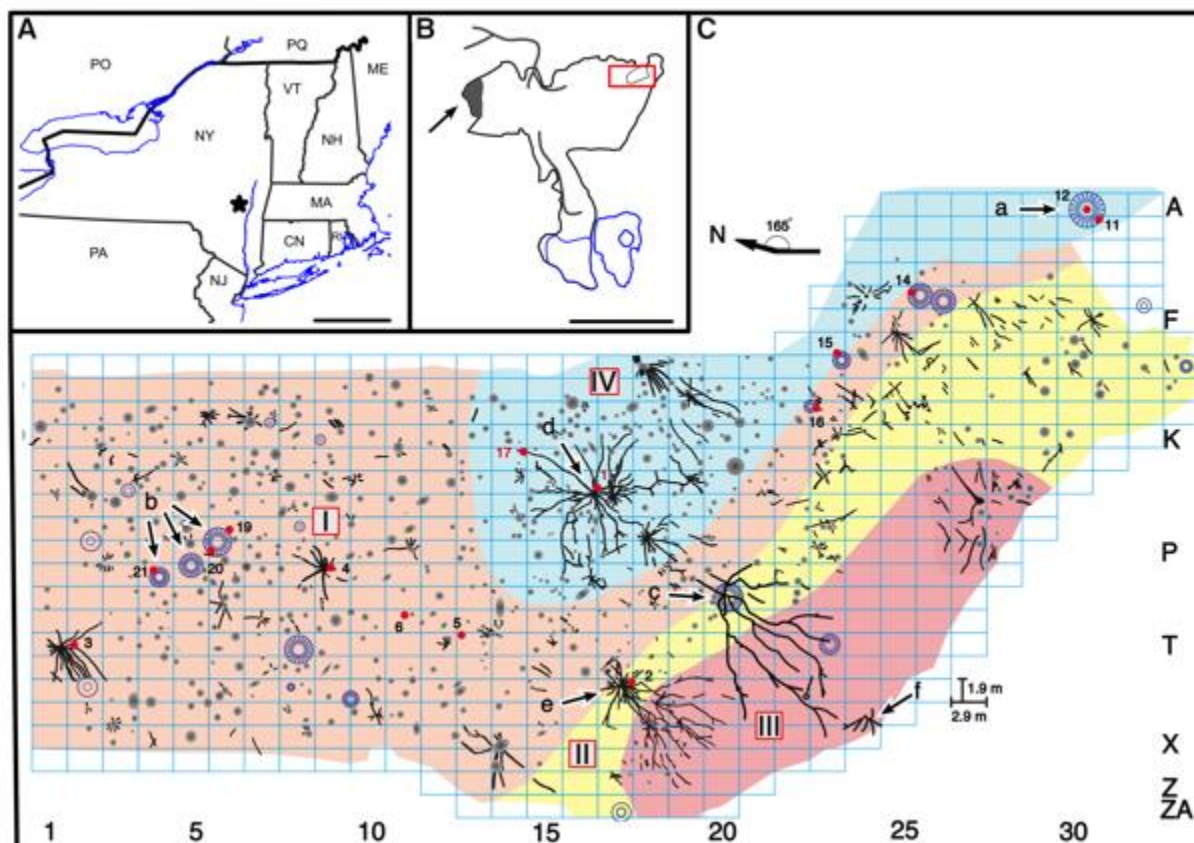 A
PO
PQ
ME
VT
NY
NH
MA
CN
RI
PA
NJ
B
C
N
165°
a
12
11
A
14
F
15
16
K
IV
d
17
1
I
b
19
20
21
4
P
c
6
5
3
T
2
e
f
1.9 m
2.9 m
III
II
X
Z
ZA
1
5
10
15
20
25
30